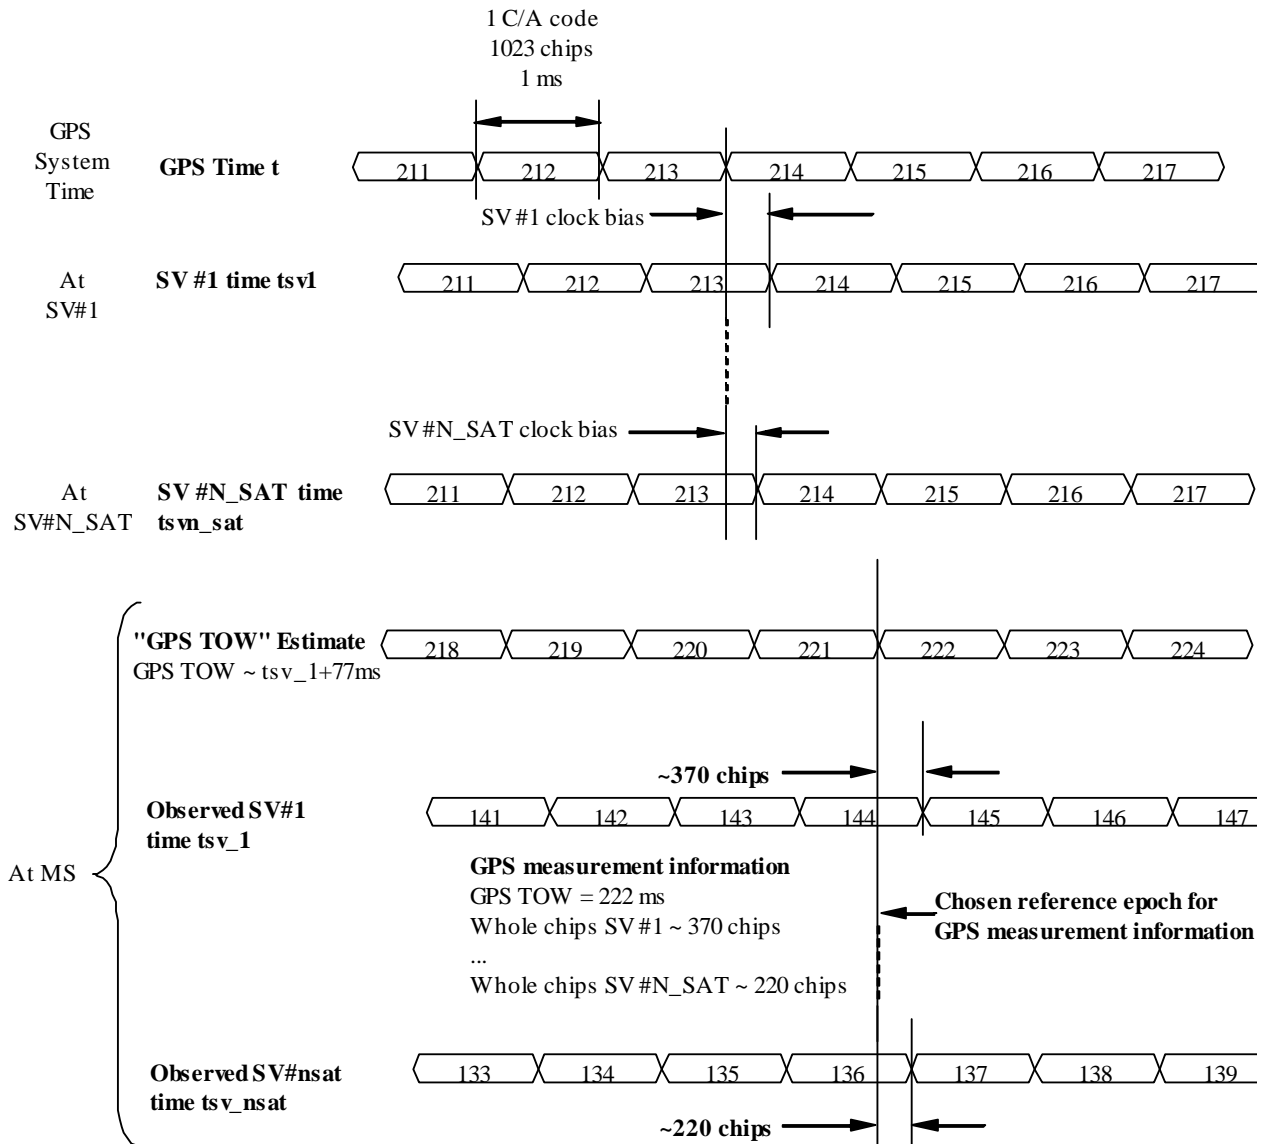 1 C/A code
1023 chips
1 ms
GPS
System
Time
GPS Time t
211 212 213 214 215 216 217
SV #1 clock bias
At
SV#1
SV #1 time tsv1
211 212 213 214 215 216 217
SV #N_SAT clock bias
At
SV#N_SAT
SV #N_SAT time
tsvn_sat
211 212 213 214 215 216 217
"GPS TOW" Estimate
GPS TOW ~ tsv_1+77ms
218 219 220 221 222 223 224
~370 chips
Observed SV#1
time tsv_1
141 142 143 144 145 146 147
At MS
GPS measurement information
GPS TOW = 222 ms
Whole chips SV #1 ~ 370 chips
...
Whole chips SV #N_SAT ~ 220 chips
Chosen reference epoch for
GPS measurement information
Observed SV#nsat
time tsv_nsat
133 134 135 136 137 138 139
~220 chips